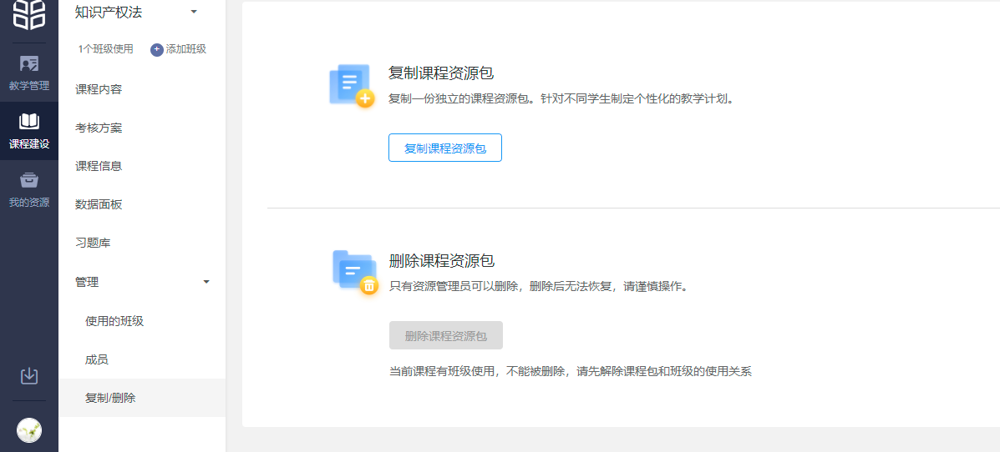 知识产权法
1个班级使用
添加班级
教学管理
课程内容
考核方案
课程建设
课程信息
我的资源
数据面板
习题库
管理
使用的班级
成员
复制/删除
复制课程资源包
复制一份独立的课程资源包。针对不同学生制定个性化的教学计划。
复制课程资源包
删除课程资源包
只有资源管理员可以删除，删除后无法恢复，请谨慎操作。
删除课程资源包
当前课程有班级使用，不能被删除，请先解除课程包和班级的使用关系